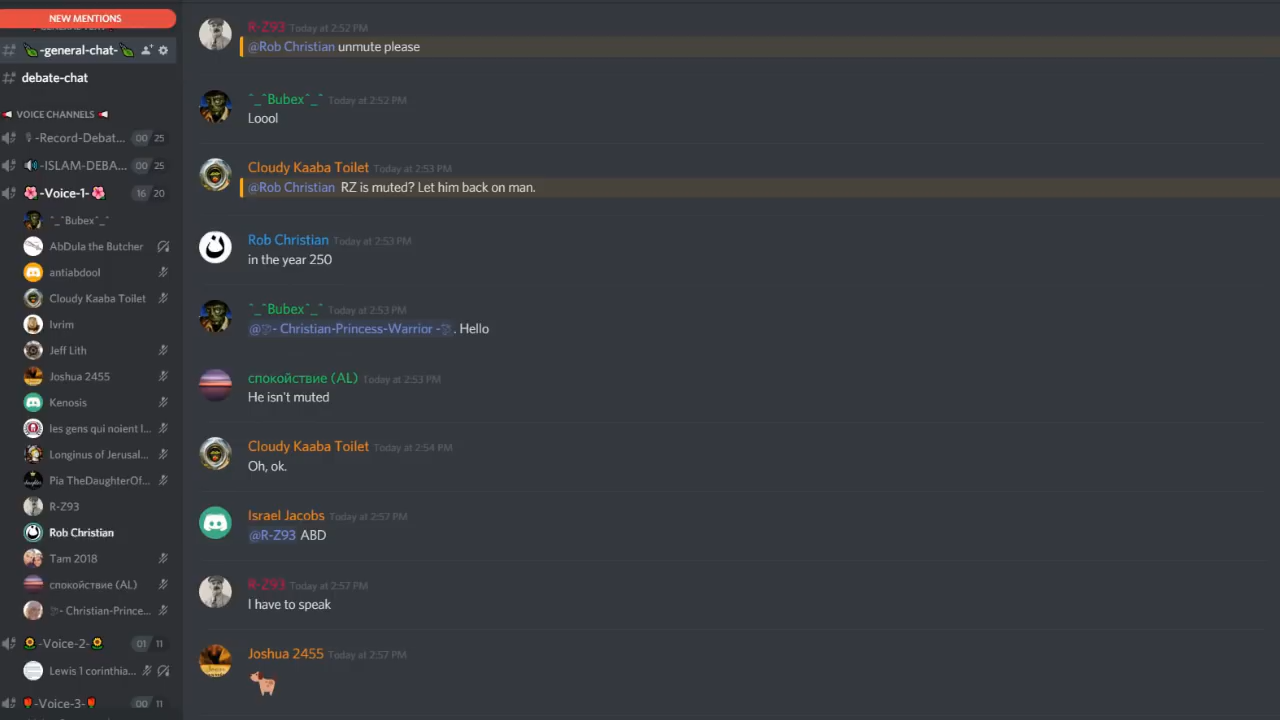 NEW MENTIONS
-general-chat-
debate-chat
VOICE CHANNELS
-Record-Debat... 00 25
-ISLAM-DEBA... 00 25
-Voice-1- 16 20
^_^Bubex^_^
AbDula the Butcher
antiabdool
Cloudy Kaaba Toilet
Ivrim
Jeff Lith
Joshua 2455
Kenosis
les gens qui noient l...
Longinus of Jerusal...
Pia TheDaughterOf...
R-Z93
Rob Christian
Tam 2018
спокойствие (AL)
- Christian-Prince...
-Voice-2- 01 11
Lewis 1 corinthia...
-Voice-3- 00 11
R-Z93 Today at 2:52 PM
@Rob Christian unmute please
^_^Bubex^_^ Today at 2:52 PM
Loool
Cloudy Kaaba Toilet Today at 2:53 PM
@Rob Christian RZ is muted? Let him back on man.
Rob Christian Today at 2:53 PM
in the year 250
^_^Bubex^_^ Today at 2:53 PM
@- Christian-Princess-Warrior -. Hello
спокойствие (AL) Today at 2:53 PM
He isn't muted
Cloudy Kaaba Toilet Today at 2:54 PM
Oh, ok.
Israel Jacobs Today at 2:57 PM
@R-Z93 ABD
R-Z93 Today at 2:57 PM
I have to speak
Joshua 2455 Today at 2:57 PM